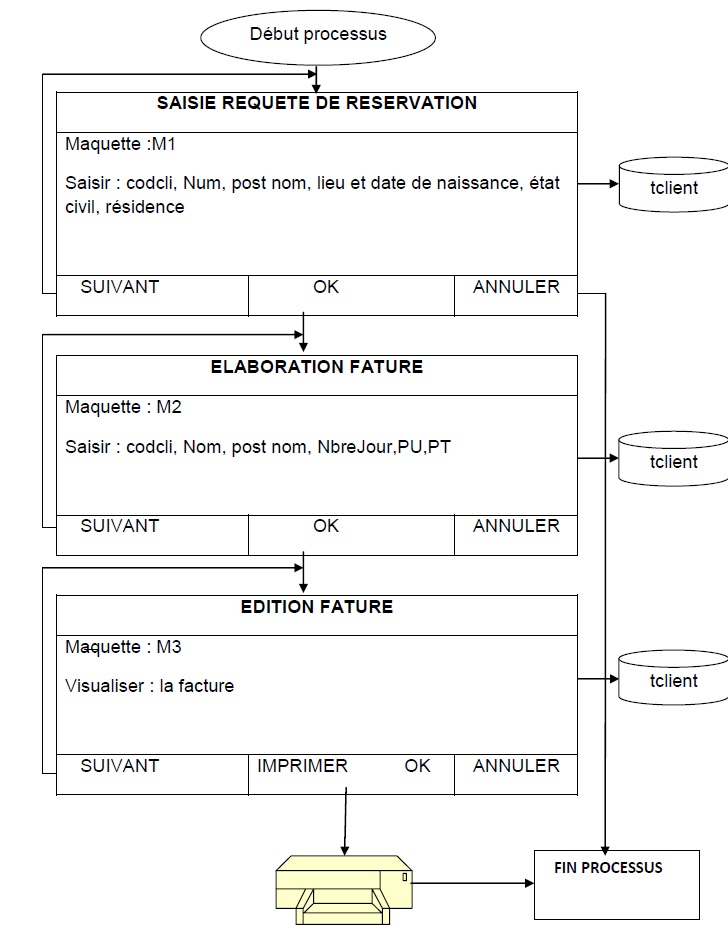 Début processus
SAISIE REQUETE DE RESERVATION
Maquette :M1
Saisir : codcli, Num, post nom, lieu et date de naissance, état
civil, résidence
tclient
SUIVANT OK ANNULER
ELABORATION FATURE
Maquette : M2
Saisir : codcli, Nom, post nom, NbreJour,PU,PT
tclient
SUIVANT OK ANNULER
EDITION FATURE
Maquette : M3
Visualiser : la facture
tclient
SUIVANT IMPRIMER OK ANNULER
FIN PROCESSUS